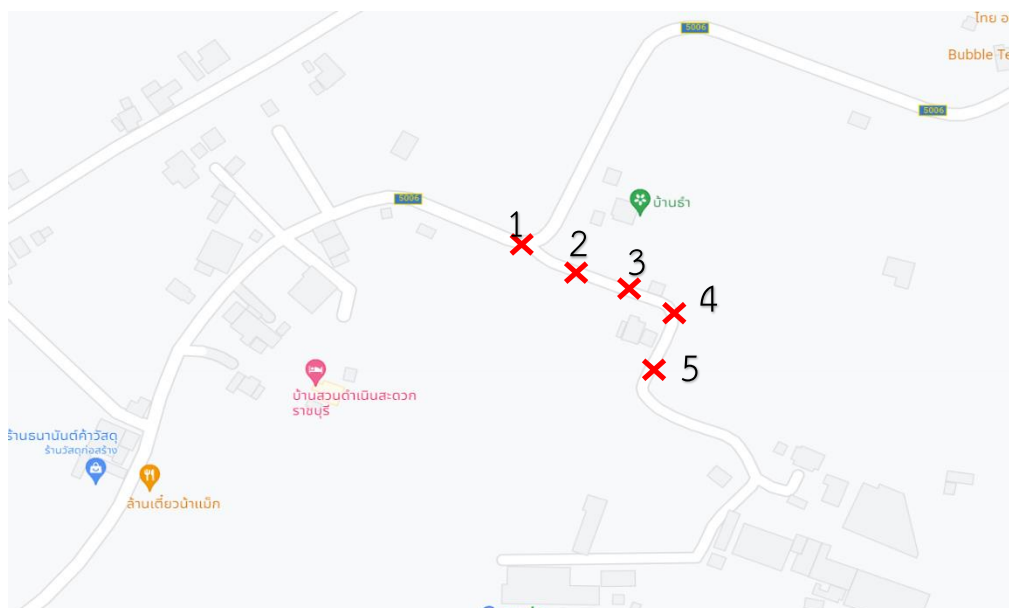 5006
ไทย อ
Bubble Te
5006
5006
บ้านธำ
1
2
3
4
5
บ้านสวนดำเนินสะดวก
ราชบุรี
ร้านธนานันต์ค้าวัสดุ
ร้านวัสดุก่อสร้าง
ล้านเตี๋ยวน้าแม็ก